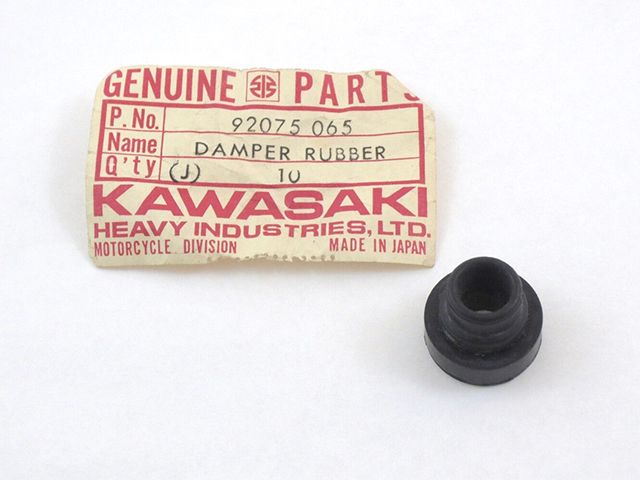 GENUINE PARTS
P. No. 92075 065
Name DAMPER RUBBER
Q'ty (J) 10
KAWASAKI
HEAVY INDUSTRIES, LTD.
MOTORCYCLE DIVISION MADE IN JAPAN